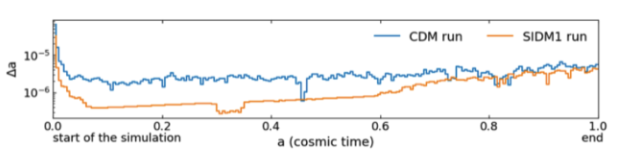 CDM run SIDM1 run
10⁻⁵
Δa
10⁻⁶
0.0 0.2 0.4 0.6 0.8 1.0
start of the simulation a (cosmic time) end